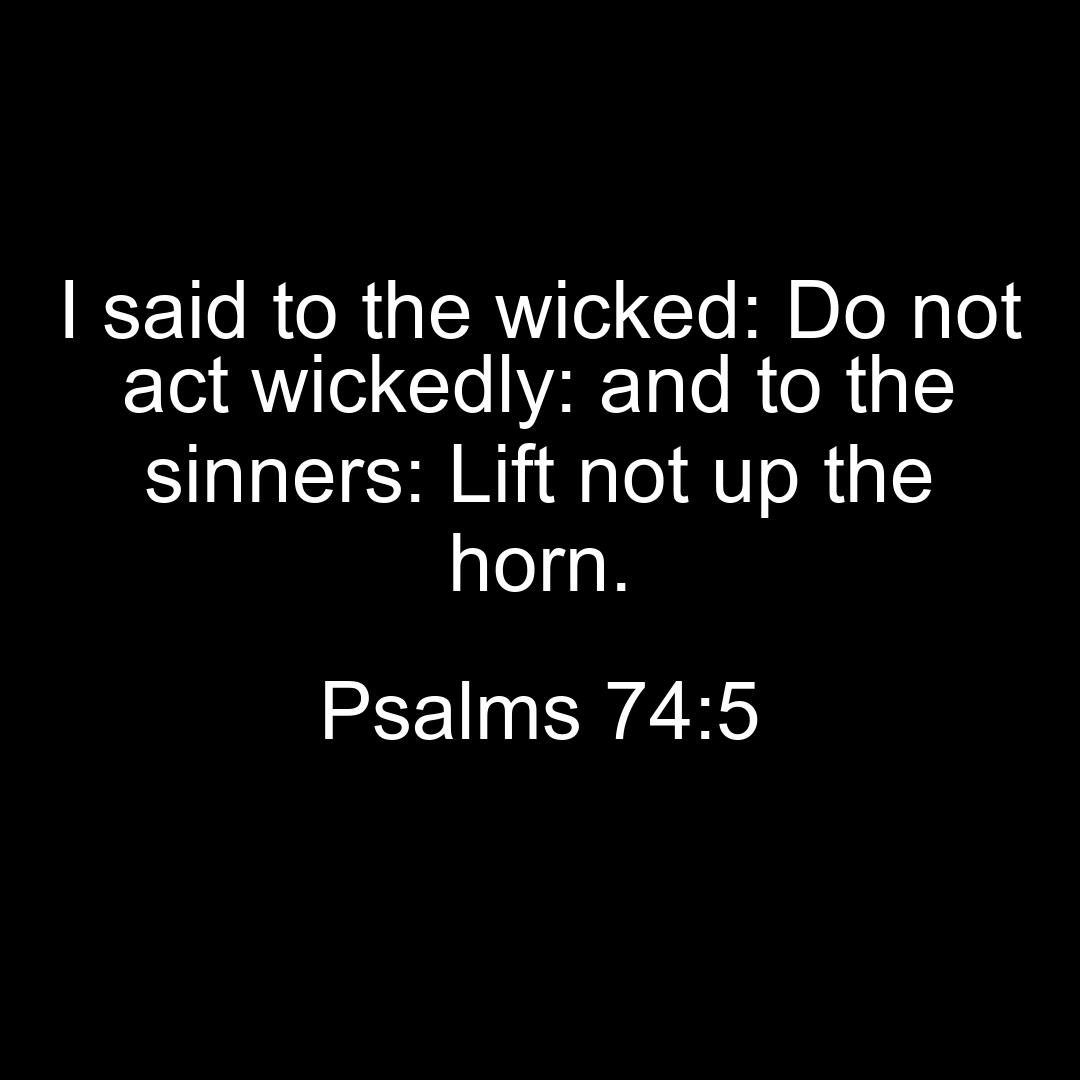 I said to the wicked: Do not
act wickedly: and to the
sinners: Lift not up the
horn.
Psalms 74:5